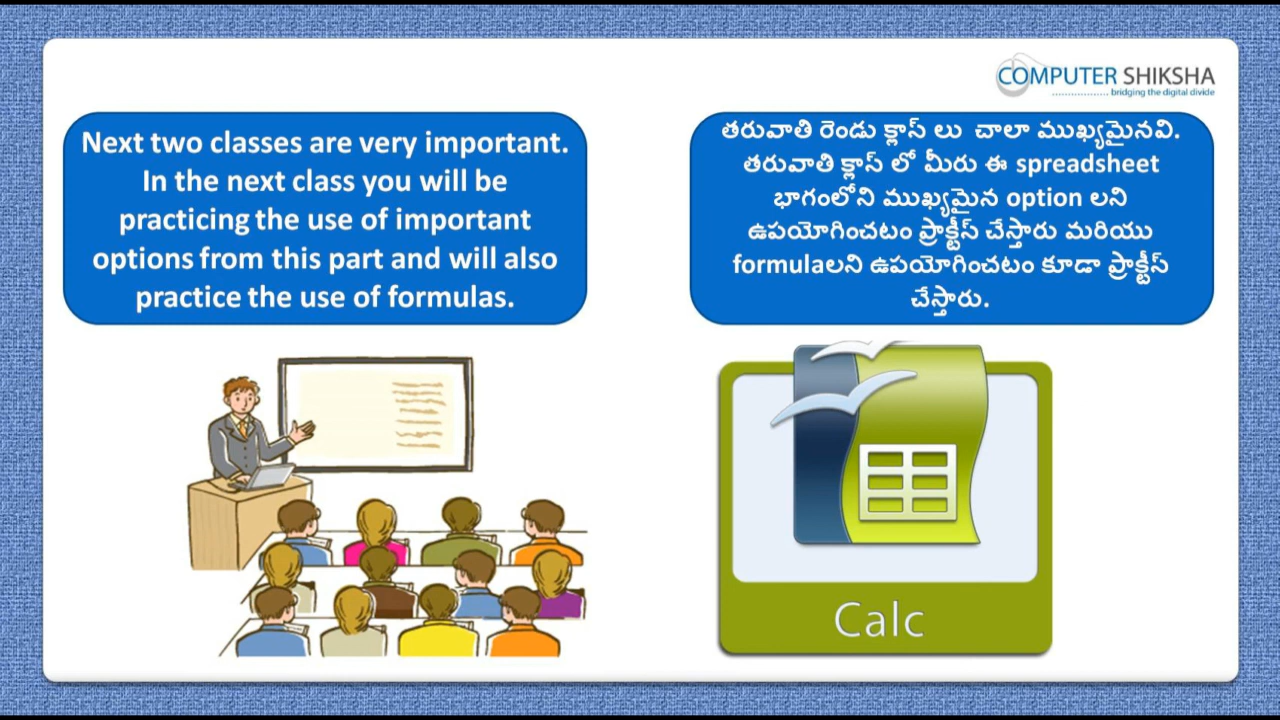 COMPUTER SHIKSHA
bridging the digital divide
Next two classes are very important.
In the next class you will be
practicing the use of important
options from this part and will also
practice the use of formulas.
తరువాతి రెండు క్లాస్ లు చాలా ముఖ్యమైనవి.
తరువాతి క్లాస్ లో మీరు ఈ spreadsheet
భాగంలోని ముఖ్యమైన option లని
ఉపయోగించటం ప్రాక్టీస్ చేస్తారు మరియు
formulaలని ఉపయోగించటం కూడా ప్రాక్టీస్
చేస్తారు.
Calc